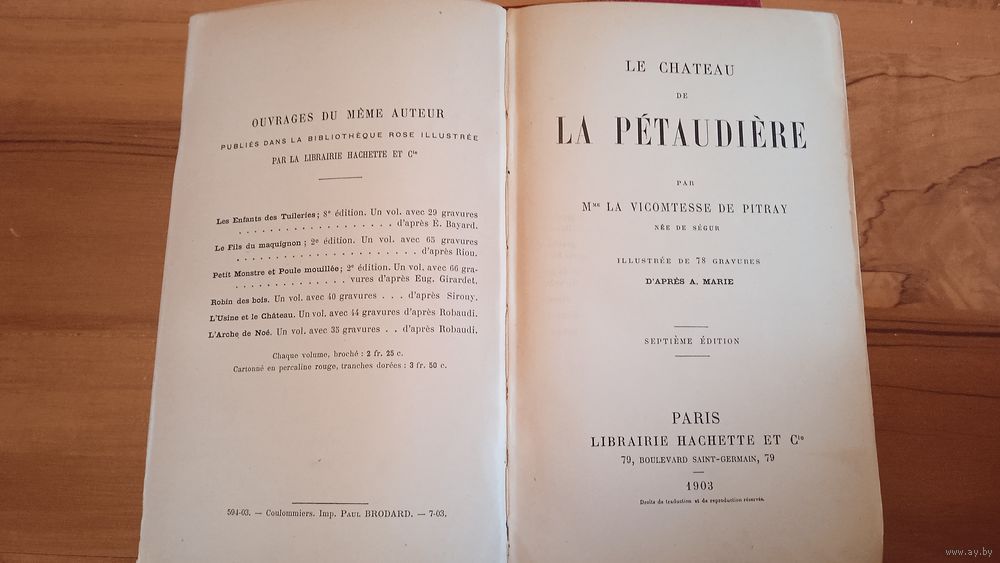 OUVRAGES DU MÊME AUTEUR
PUBLIÉS DANS LA BIBLIOTHÈQUE ROSE ILLUSTRÉE
PAR LA LIBRAIRIE HACHETTE ET Cie
Les Enfants des Tuileries; 8e édition. Un vol. avec 29 gravures
. . . . . . . . . . . . . . . . . . d'après E. Bayard.
Le Fils du maquignon; 2e édition. Un vol. avec 65 gravures
. . . . . . . . . . . . . . . . . . . . . d'après Riou.
Petit Monstre et Poule mouillée; 2e édition. Un vol. avec 66 gra-
. . . . . . . . . . . . . vures d'après Eug. Girardet.
Robin des bois. Un vol. avec 40 gravures . . . d'après Sirouy.
L'Usine et le Château. Un vol. avec 44 gravures d'après Robaudi.
L'Arche de Noé. Un vol. avec 35 gravures . . d'après Robaudi.
Chaque volume, broché : 2 fr. 25 c.
Cartonné en percaline rouge, tranches dorées : 3 fr. 50 c.
594-03. — Coulommiers. Imp. PAUL BRODARD. — 7-03.
LE CHATEAU
DE
LA PÉTAUDIÈRE
PAR
Mme LA VICOMTESSE DE PITRAY
NÉE DE SÉGUR
ILLUSTRÉE DE 78 GRAVURES
D'APRÈS A. MARIE
SEPTIÈME ÉDITION
PARIS
LIBRAIRIE HACHETTE ET Cie
79, BOULEVARD SAINT-GERMAIN, 79
1903
Droits de traduction et de reproduction réservés.
www.ay.by